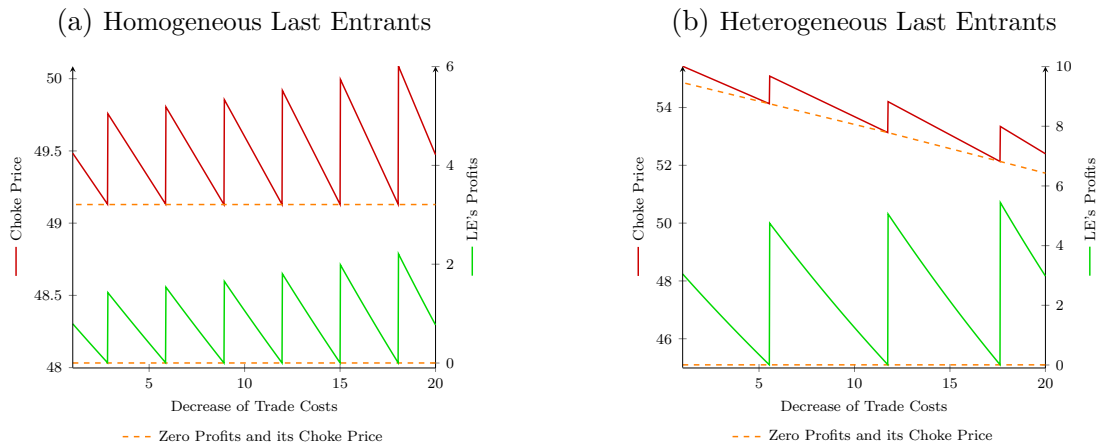 (a) Homogeneous Last Entrants
50
49.5
49
48.5
48
6
4
2
0
5
10
15
20
Choke Price
LE's Profits
Decrease of Trade Costs
Zero Profits and its Choke Price
(b) Heterogeneous Last Entrants
54
52
50
48
46
10
8
6
4
2
0
5
10
15
20
Choke Price
LE's Profits
Decrease of Trade Costs
Zero Profits and its Choke Price